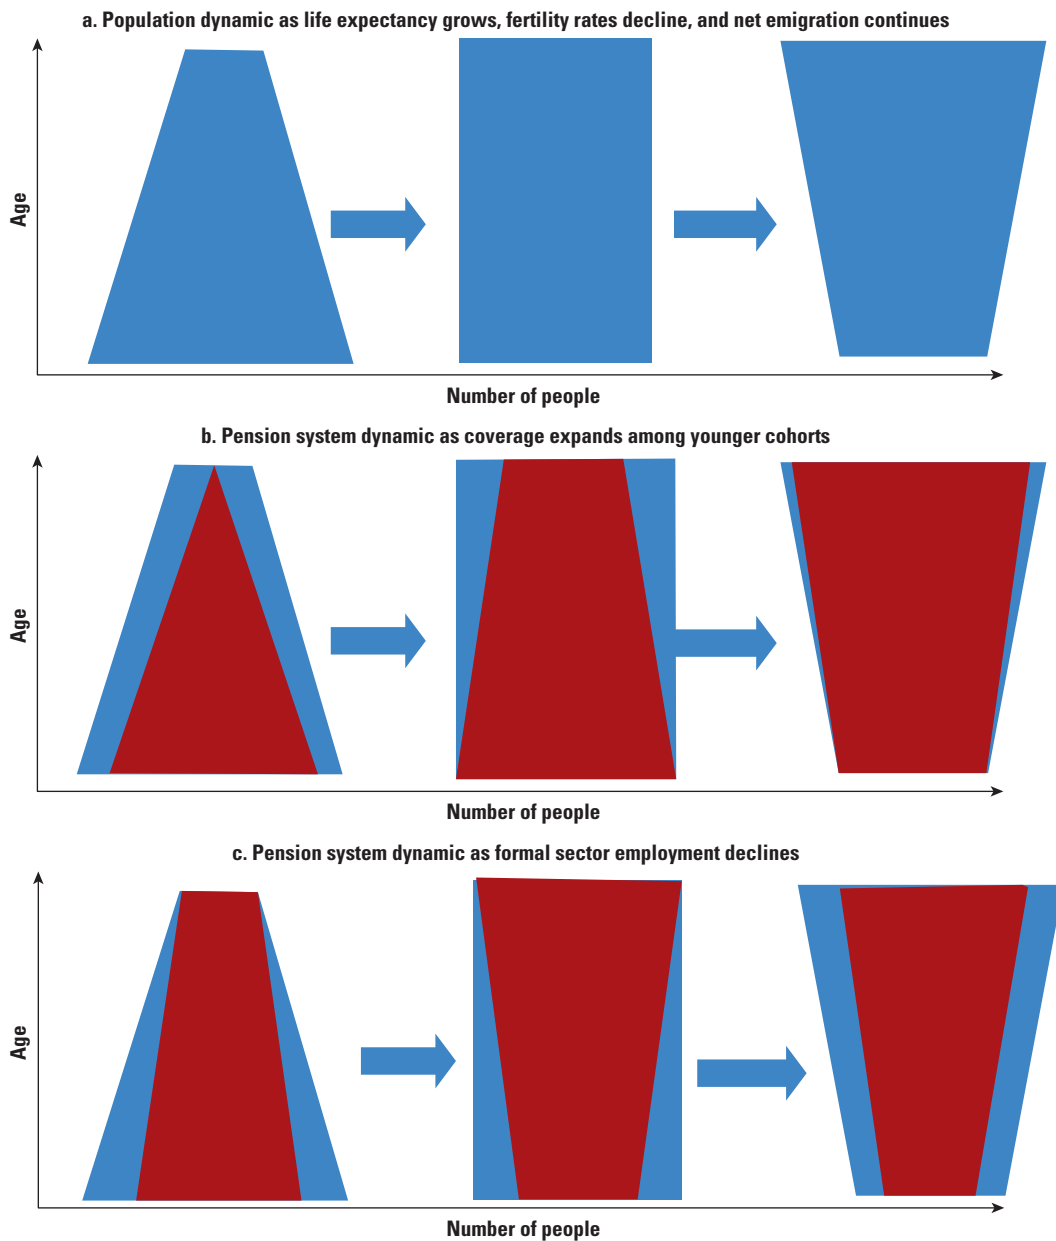 a. Population dynamic as life expectancy grows, fertility rates decline, and net emigration continues
Age
Number of people
b. Pension system dynamic as coverage expands among younger cohorts
Age
Number of people
c. Pension system dynamic as formal sector employment declines
Age
Number of people